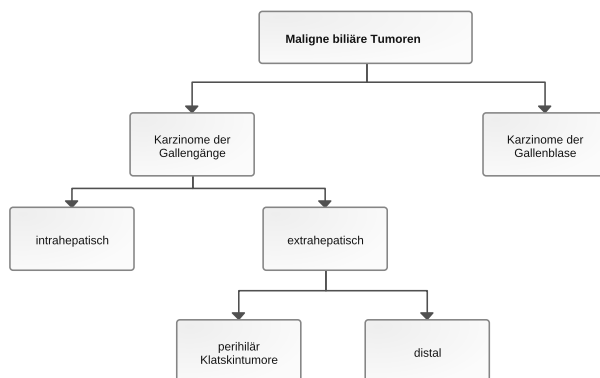 Maligne biliäre Tumoren
Karzinome der
Gallengänge
Karzinome der
Gallenblase
intrahepatisch
extrahepatisch
perihilär
Klatskintumore
distal